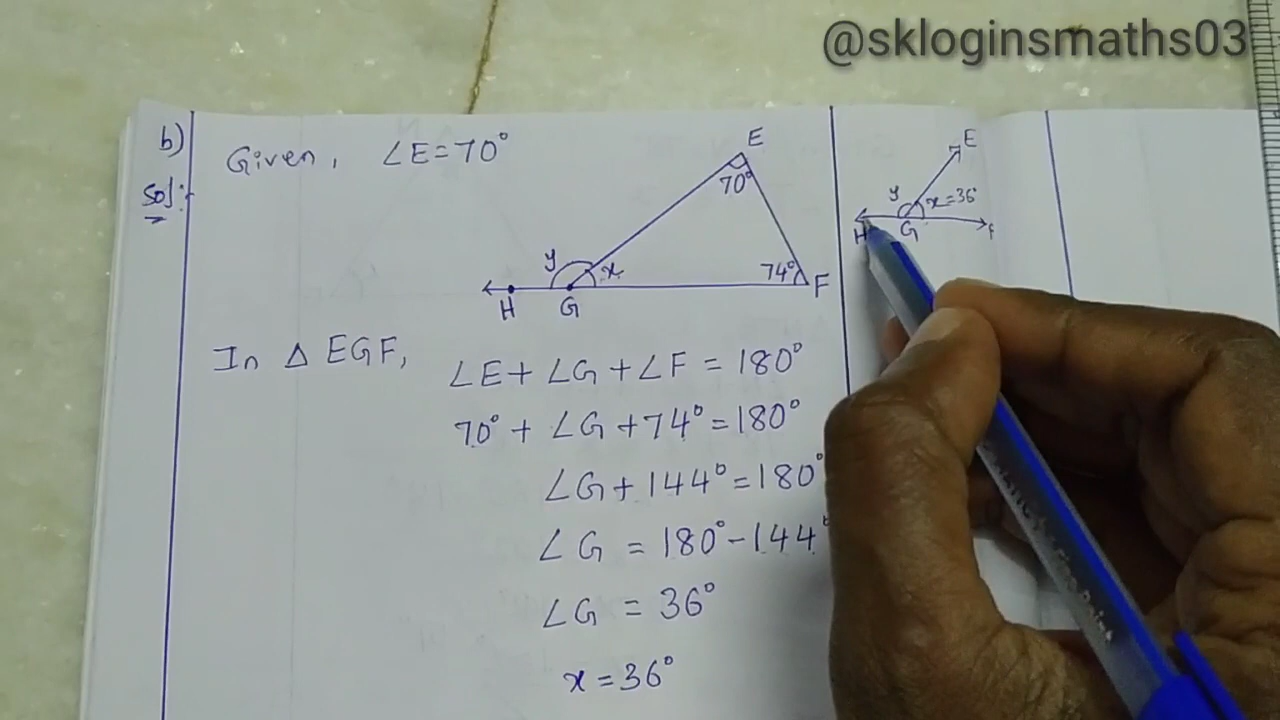 @skloginsmaths03
b)
Sol:-
Given, ∠E=70°
E
70°
y
x
74°
F
H
G
E
y
x=36°
H
G
In Δ EGF,
∠E+ ∠G +∠F = 180°
70° + ∠G +74° = 180°
∠G+ 144° = 180°
∠G = 180° - 144°
∠G = 36°
x = 36°